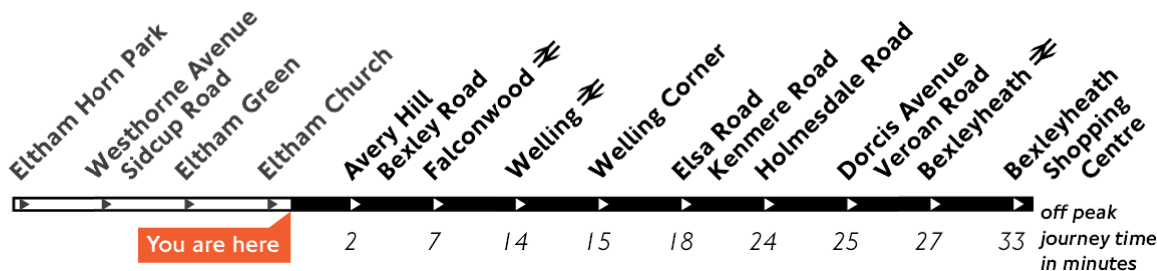 Eltham Horn Park
Westhorne Avenue
Sidcup Road
Eltham Green
Eltham Church
Avery Hill
Bexley Road
Falconwood
Welling
Welling Corner
Elsa Road
Kenmere Road
Holmesdale Road
Dorcis Avenue
Veroan Road
Bexleyheath
Bexleyheath
Shopping
Centre
You are here
2 7 14 15 18 24 25 27 33
off peak
journey time
in minutes